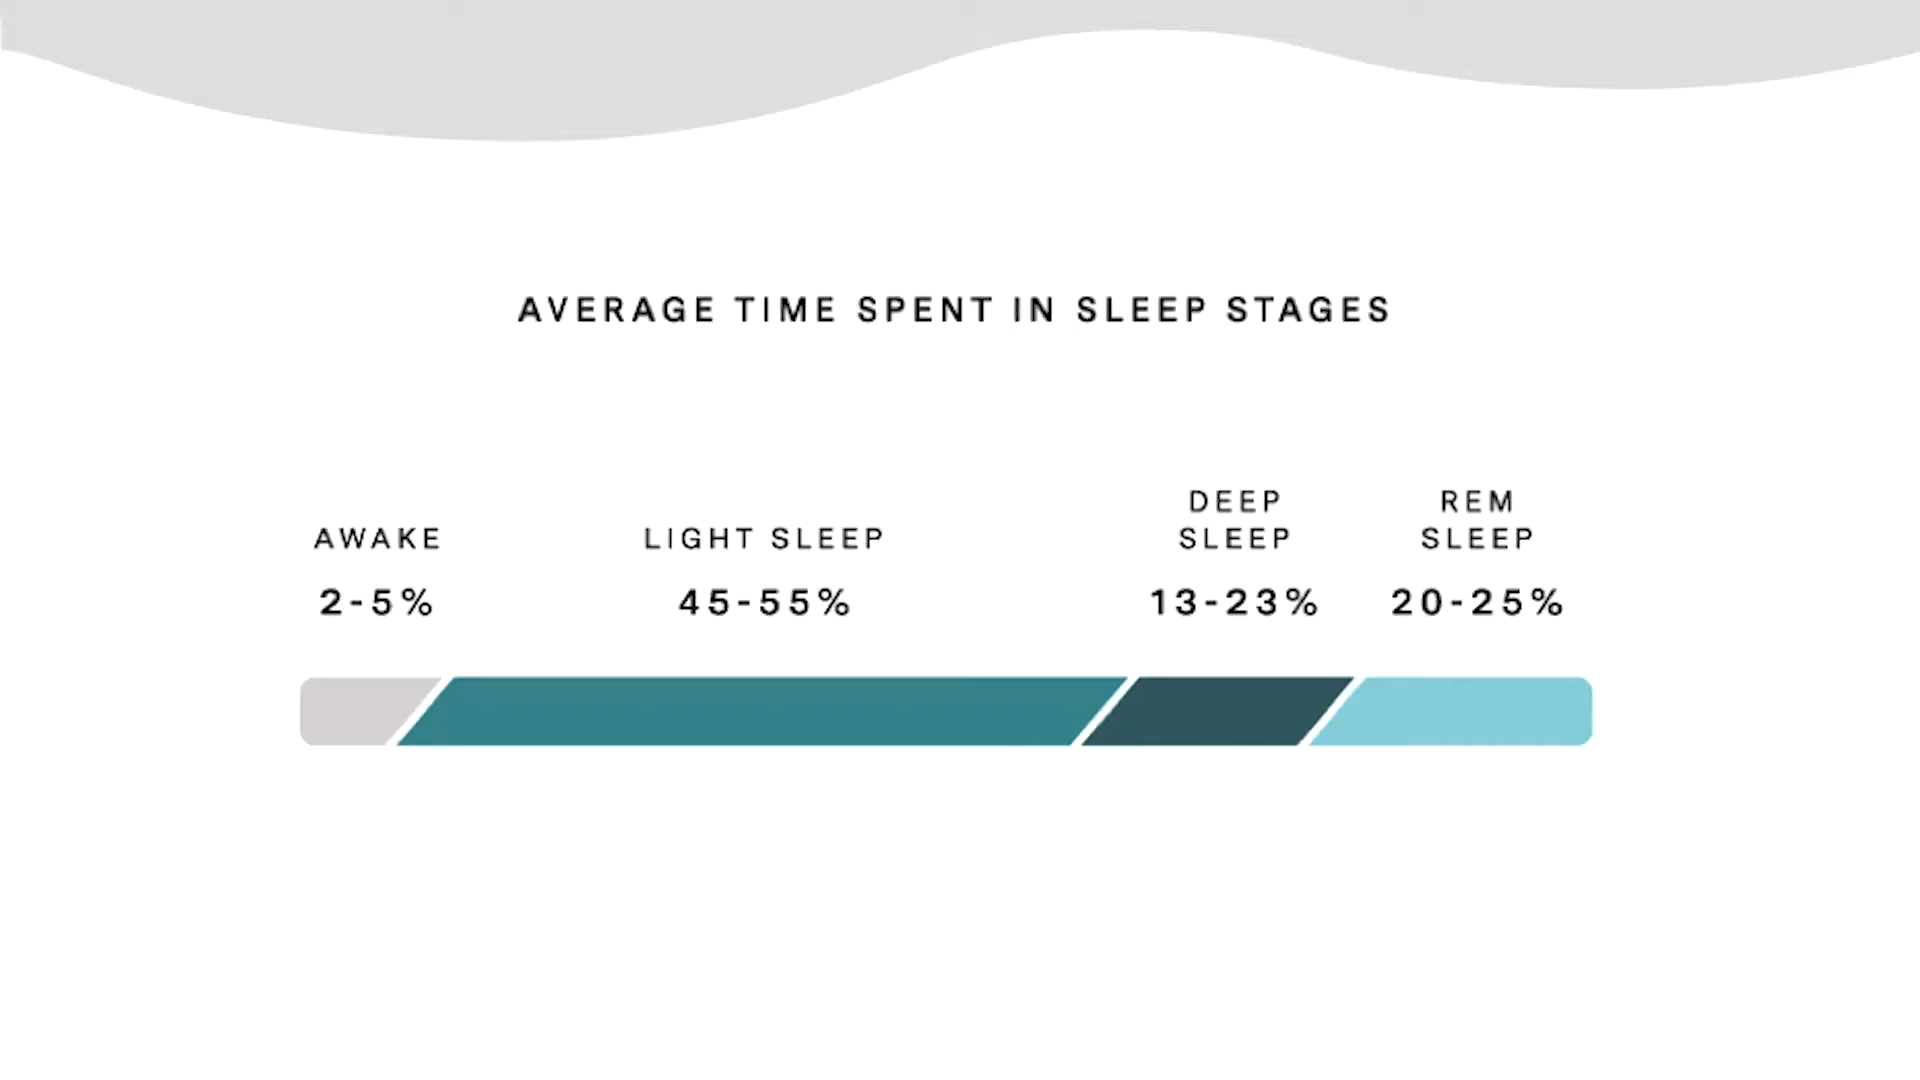 AVERAGE TIME SPENT IN SLEEP STAGES
AWAKE
2-5%
LIGHT SLEEP
45-55%
DEEP
SLEEP
13-23%
REM
SLEEP
20-25%